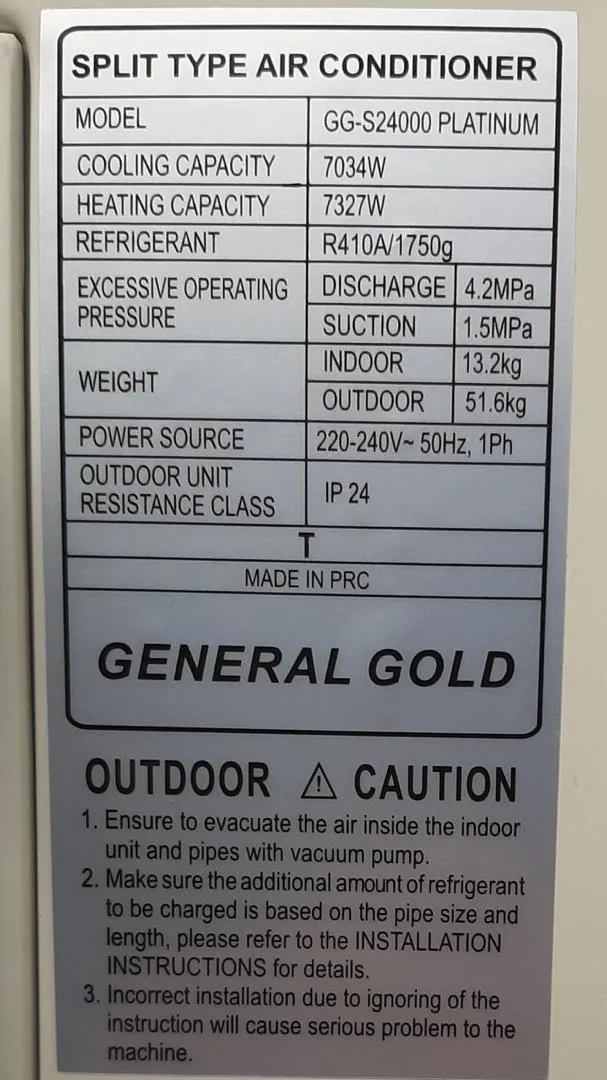 SPLIT TYPE AIR CONDITIONER
MODEL GG-S24000 PLATINUM
COOLING CAPACITY 7034W
HEATING CAPACITY 7327W
REFRIGERANT R410A/1750g
EXCESSIVE OPERATING PRESSURE DISCHARGE 4.2MPa
SUCTION 1.5MPa
WEIGHT INDOOR 13.2kg
OUTDOOR 51.6kg
POWER SOURCE 220-240V~ 50Hz, 1Ph
OUTDOOR UNIT
RESISTANCE CLASS IP 24
T
MADE IN PRC
GENERAL GOLD
OUTDOOR ⚠ CAUTION
1. Ensure to evacuate the air inside the indoor
unit and pipes with vacuum pump.
2. Make sure the additional amount of refrigerant
to be charged is based on the pipe size and
length, please refer to the INSTALLATION
INSTRUCTIONS for details.
3. Incorrect installation due to ignoring of the
instruction will cause serious problem to the
machine.